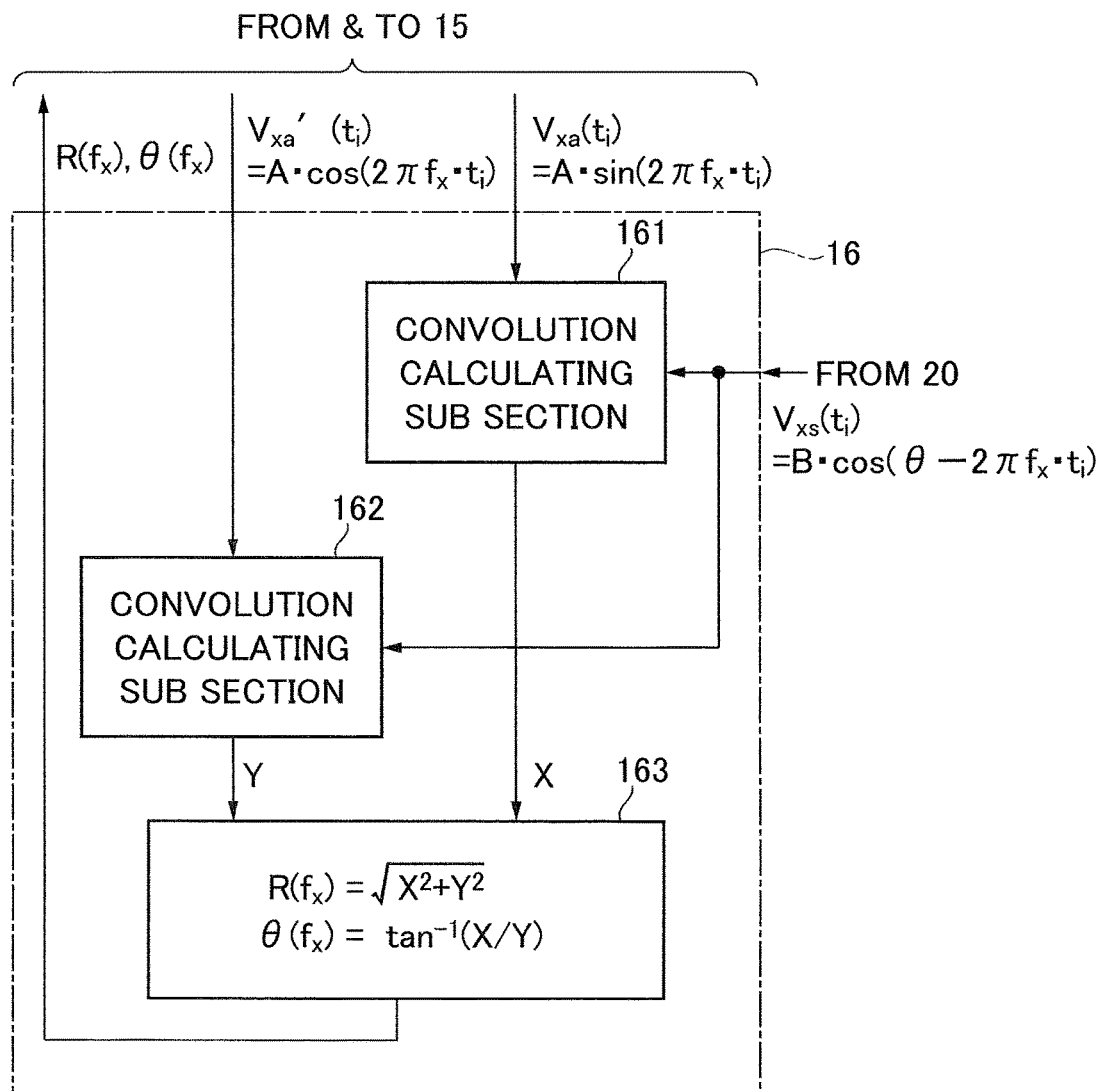 FROM & TO 15
R(fₓ), θ(fₓ)
Vₓₐ′ (tᵢ)
=A·cos(2πfₓ·tᵢ)
Vₓₐ(tᵢ)
=A·sin(2πfₓ·tᵢ)
161
16
CONVOLUTION
CALCULATING
SUB SECTION
FROM 20
Vₓₛ(tᵢ)
=B·cos(θ−2πfₓ·tᵢ)
162
CONVOLUTION
CALCULATING
SUB SECTION
Y
X
163
R(fₓ) = √X²+Y²
θ(fₓ) = tan⁻¹(X/Y)